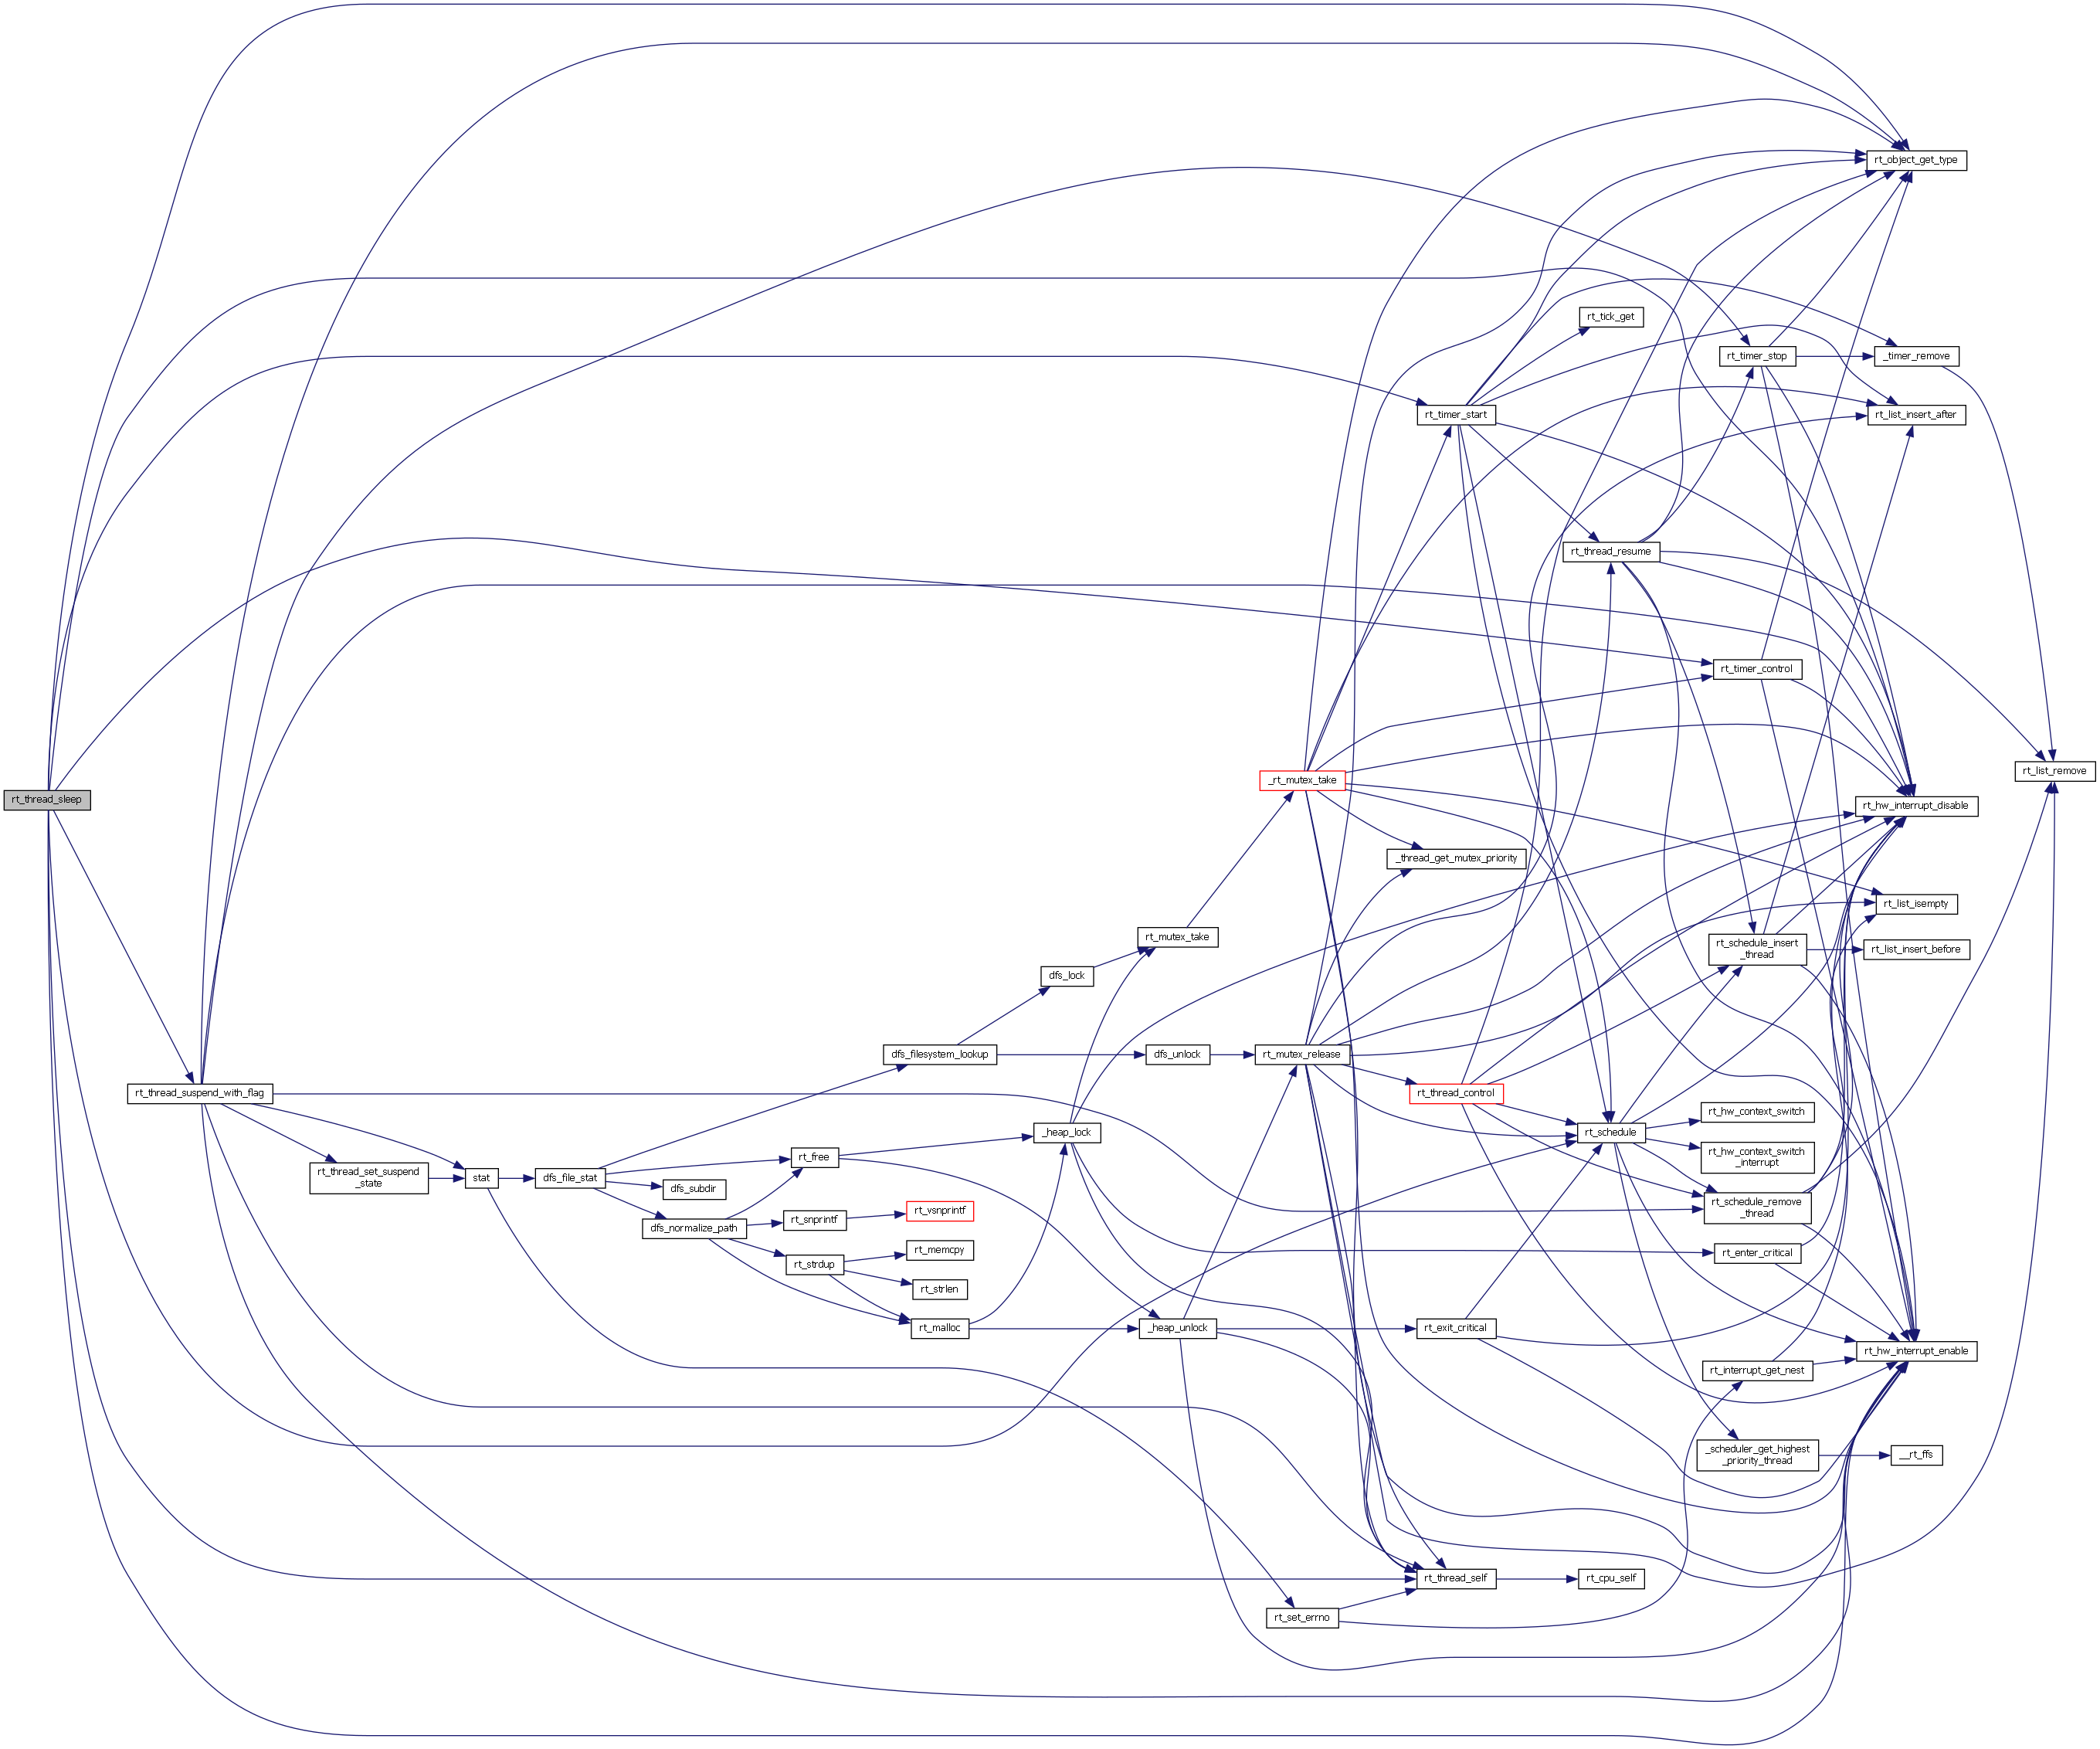 rt_object_get_type
rt_tick_get
rt_timer_stop
_timer_remove
rt_timer_start
rt_list_insert_after
rt_thread_resume
rt_timer_control
rt_list_remove
_rt_mutex_take
rt_thread_sleep
rt_hw_interrupt_disable
_thread_get_mutex_priority
rt_list_isempty
rt_mutex_take
rt_schedule_insert
_thread
rt_list_insert_before
dfs_lock
dfs_filesystem_lookup
dfs_unlock
rt_mutex_release
rt_thread_suspend_with_flag
rt_thread_control
rt_hw_context_switch
_heap_lock
rt_schedule
rt_free
rt_hw_context_switch
_interrupt
rt_thread_set_suspend
_state
stat
dfs_file_stat
dfs_subdir
rt_schedule_remove
_thread
rt_vsnprintf
rt_snprintf
dfs_normalize_path
rt_memcpy
rt_enter_critical
rt_strdup
rt_strlen
rt_malloc
_heap_unlock
rt_exit_critical
rt_hw_interrupt_enable
rt_interrupt_get_nest
_scheduler_get_highest
_priority_thread
__rt_ffs
rt_thread_self
rt_cpu_self
rt_set_errno